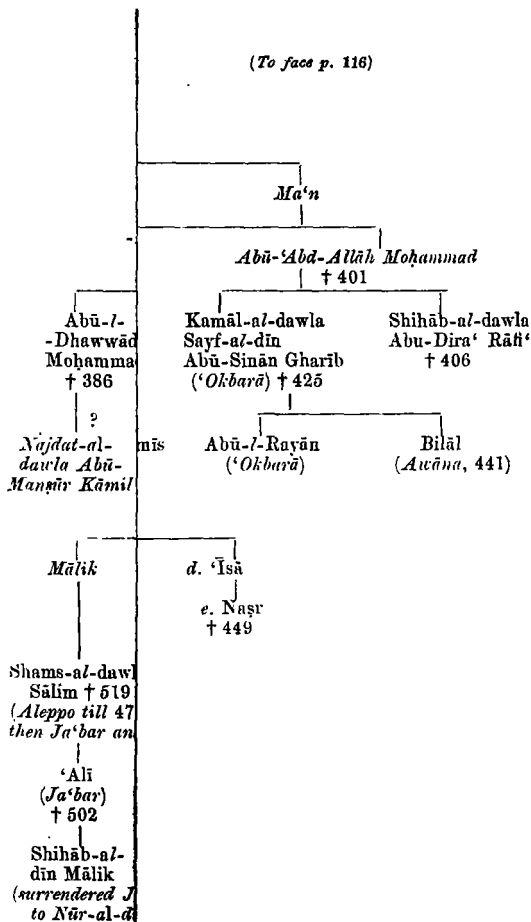 (To face p. 116)
Ma‘n
Abū-‘Abd-Allāh Moḥammad
† 401
Abū-l-
-Dhawwād
Moḥamma
† 386
Kamāl-al-dawla
Sayf-al-dīn
Abū-Sinān Gharīb
(‘Okbarā) † 425
Shihāb-al-dawla
Abu-Dira‘ Rāfi‘
† 406
?
Najdat-al-
dawla Abū-
Manṣūr Kāmil
mīs
Abū-l-Rayān
(‘Okbarā)
Bilāl
(Awāna, 441)
Mālik
d. ‘Īsā
e. Naṣr
† 449
Shams-al-dawl
Sālim † 519
(Aleppo till 47
then Ja‘bar an
‘Alī
(Ja‘bar)
† 502
Shihāb-al-
dīn Mālik
(surrendered J
to Nūr-al-d